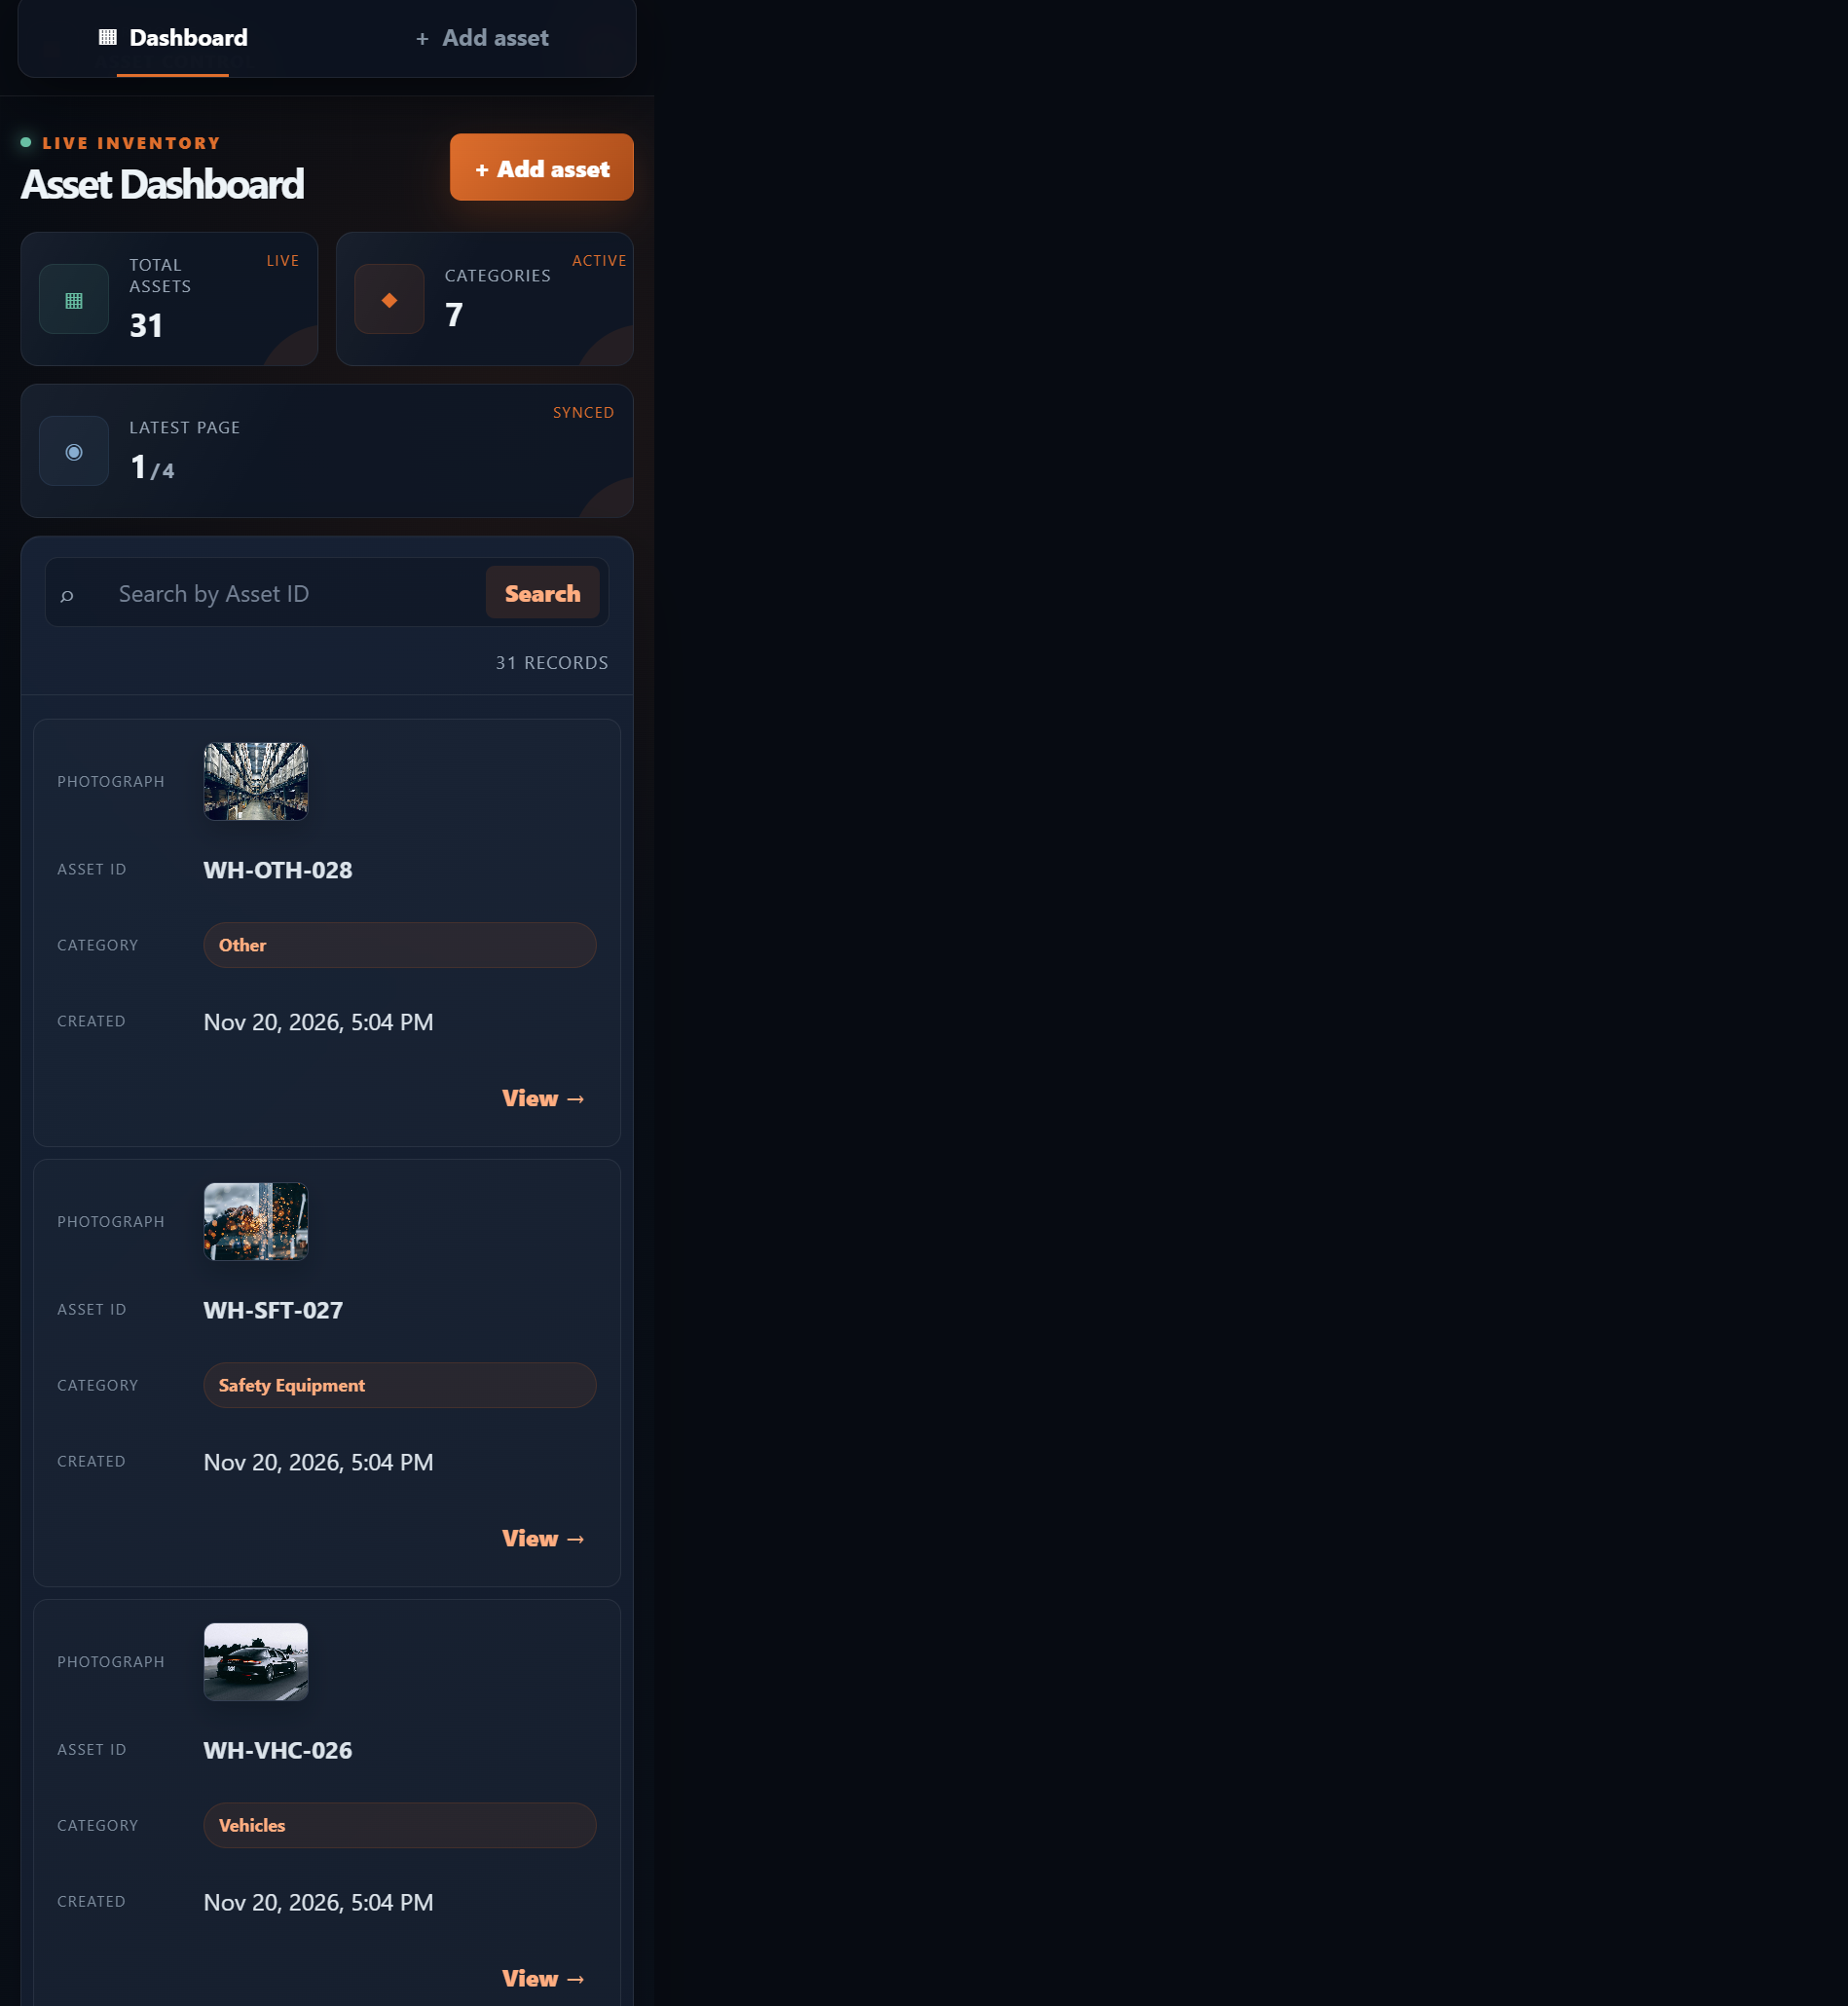 Dashboard
+ Add asset
LIVE INVENTORY
Asset Dashboard
+ Add asset
TOTAL
ASSETS
31
LIVE
CATEGORIES
7
ACTIVE
LATEST PAGE
1/4
SYNCED
Search by Asset ID
Search
31 RECORDS
PHOTOGRAPH
ASSET ID
WH-OTH-028
CATEGORY
Other
CREATED
Nov 20, 2026, 5:04 PM
View →
PHOTOGRAPH
ASSET ID
WH-SFT-027
CATEGORY
Safety Equipment
CREATED
Nov 20, 2026, 5:04 PM
View →
PHOTOGRAPH
ASSET ID
WH-VHC-026
CATEGORY
Vehicles
CREATED
Nov 20, 2026, 5:04 PM
View →